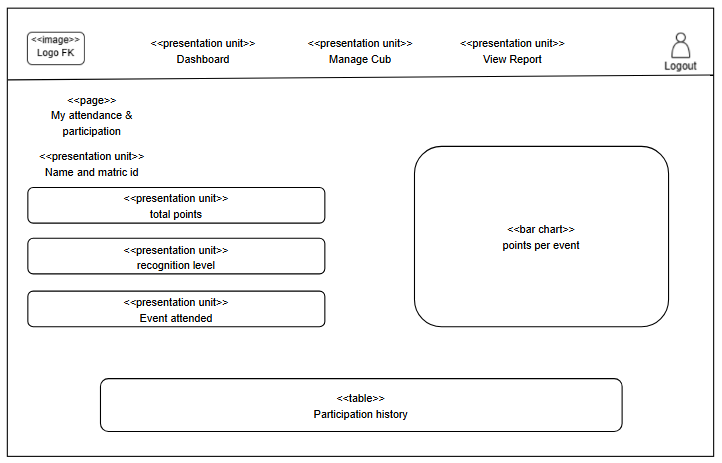 <<image>>
Logo FK
<<presentation unit>>
Dashboard
<<presentation unit>>
Manage Cub
<<presentation unit>>
View Report
Logout
<<page>>
My attendance &
participation
<<presentation unit>>
Name and matric id
<<presentation unit>>
total points
<<presentation unit>>
recognition level
<<presentation unit>>
Event attended
<<bar chart>>
points per event
<<table>>
Participation history